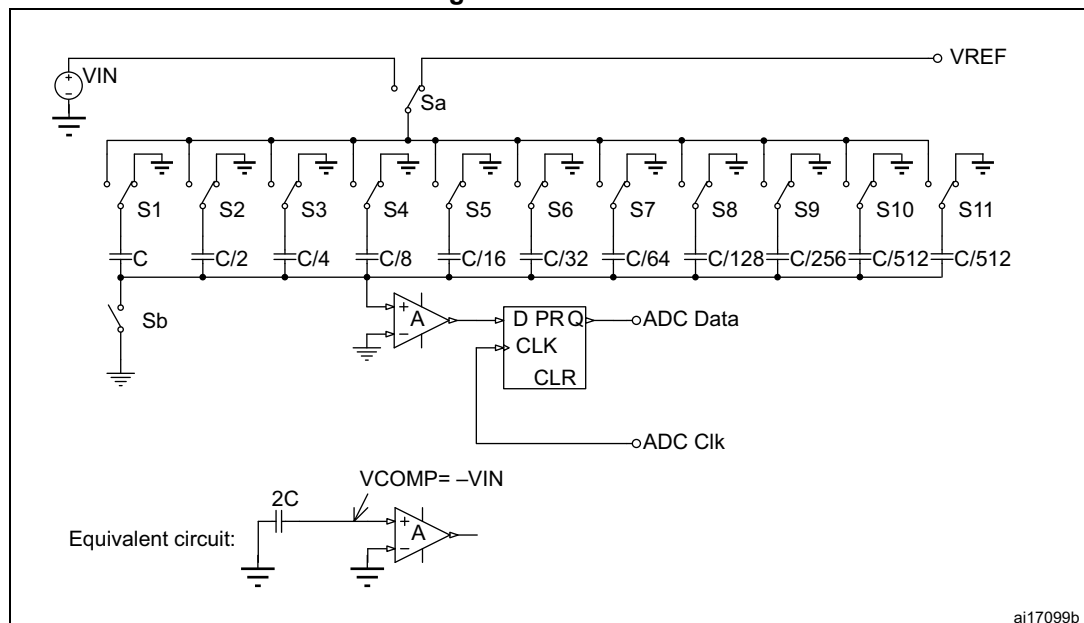 g
VIN
VREF
Sa
S1 S2 S3 S4 S5 S6 S7 S8 S9 S10 S11
C C/2 C/4 C/8 C/16 C/32 C/64 C/128 C/256 C/512 C/512
Sb
A
D PR Q
ADC Data
CLK
CLR
ADC Clk
VCOMP= –VIN
2C
A
Equivalent circuit:
ai17099b